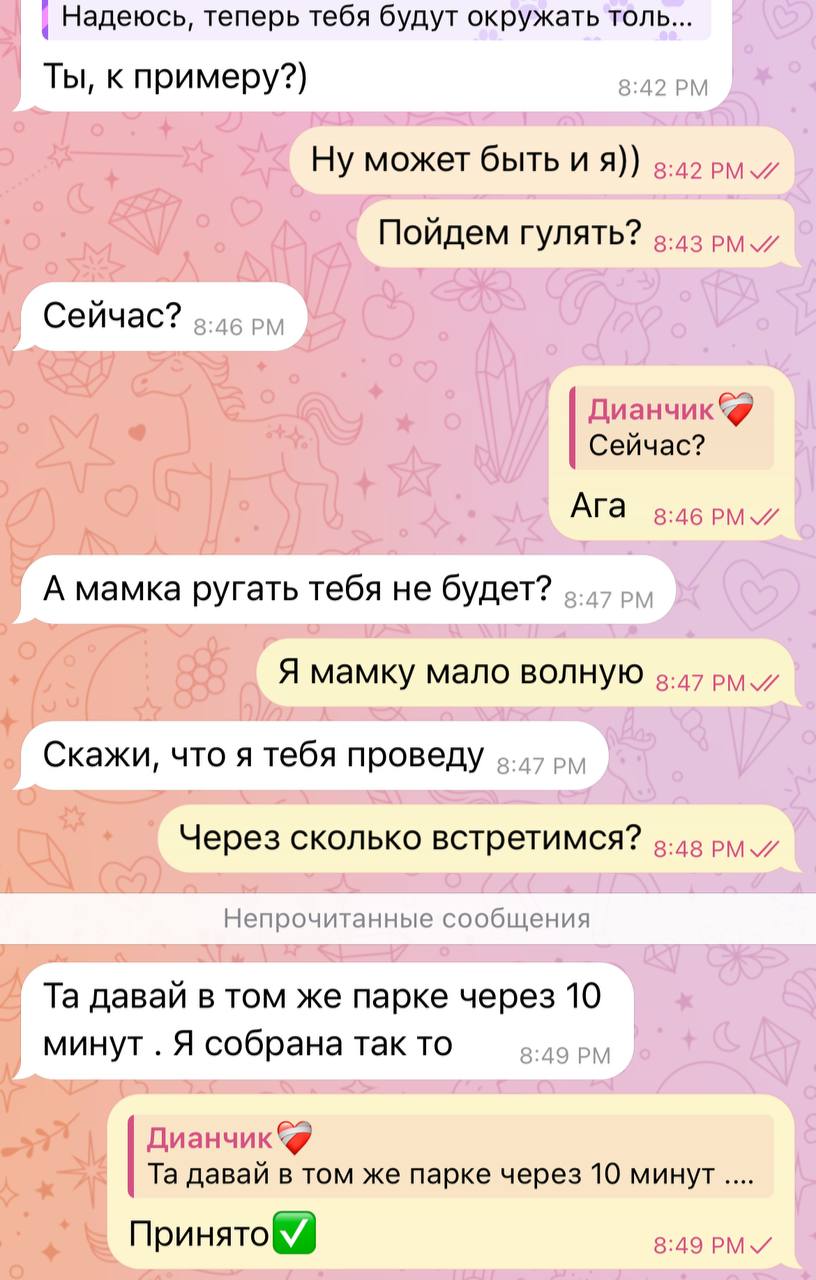 Надеюсь, теперь тебя будут окружать толь...
Ты, к примеру?)
8:42 PM
Ну может быть и я)) 8:42 PM
Пойдем гулять? 8:43 PM
Сейчас? 8:46 PM
Дианчик❤️‍🩹
Сейчас?
Ага 8:46 PM
А мамка ругать тебя не будет? 8:47 PM
Я мамку мало волную 8:47 PM
Скажи, что я тебя проведу 8:47 PM
Через сколько встретимся? 8:48 PM
Непрочитанные сообщения
Та давай в том же парке через 10
минут . Я собрана так то 8:49 PM
Дианчик❤️‍🩹
Та давай в том же парке через 10 минут ....
Принято✅ 8:49 PM